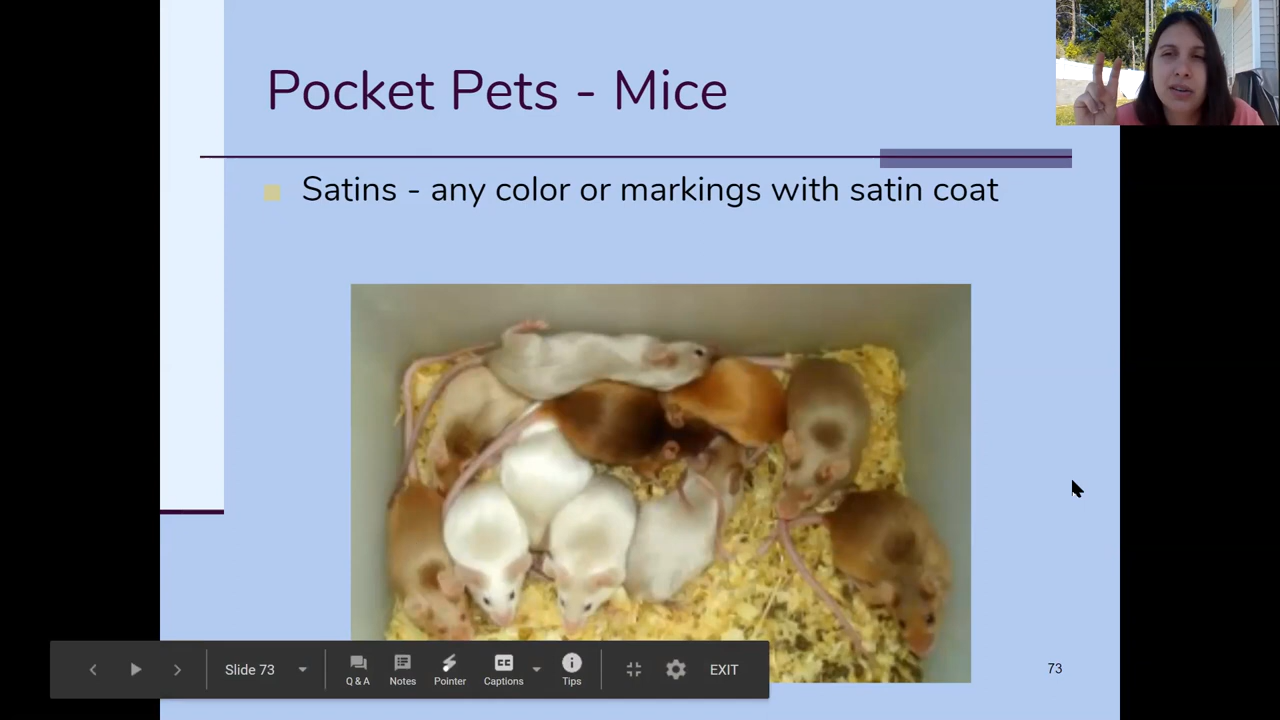 Pocket Pets - Mice
Satins - any color or markings with satin coat
Slide 73
Q & A
Notes
Pointer
CC
Captions
Tips
EXIT
73